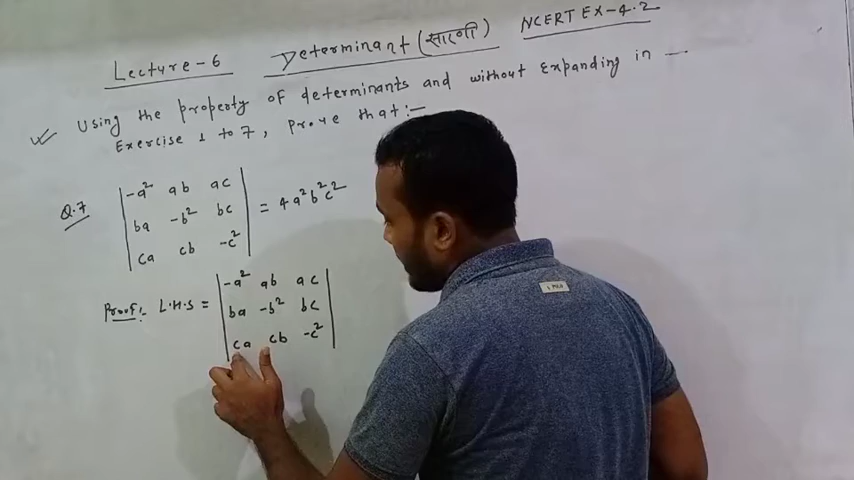 Lecture-6 Determinant (सारणी) NCERT EX-4.2
Using the property of determinants and without Expanding in —
Exercise 1 to 7, prove that:-
Q.7 | -a² ab ac |
| ba -b² bc | = 4a²b²c²
| ca cb -c² |
Proof:- L.H.S = | -a² ab ac |
| ba -b² bc |
| ca cb -c² |